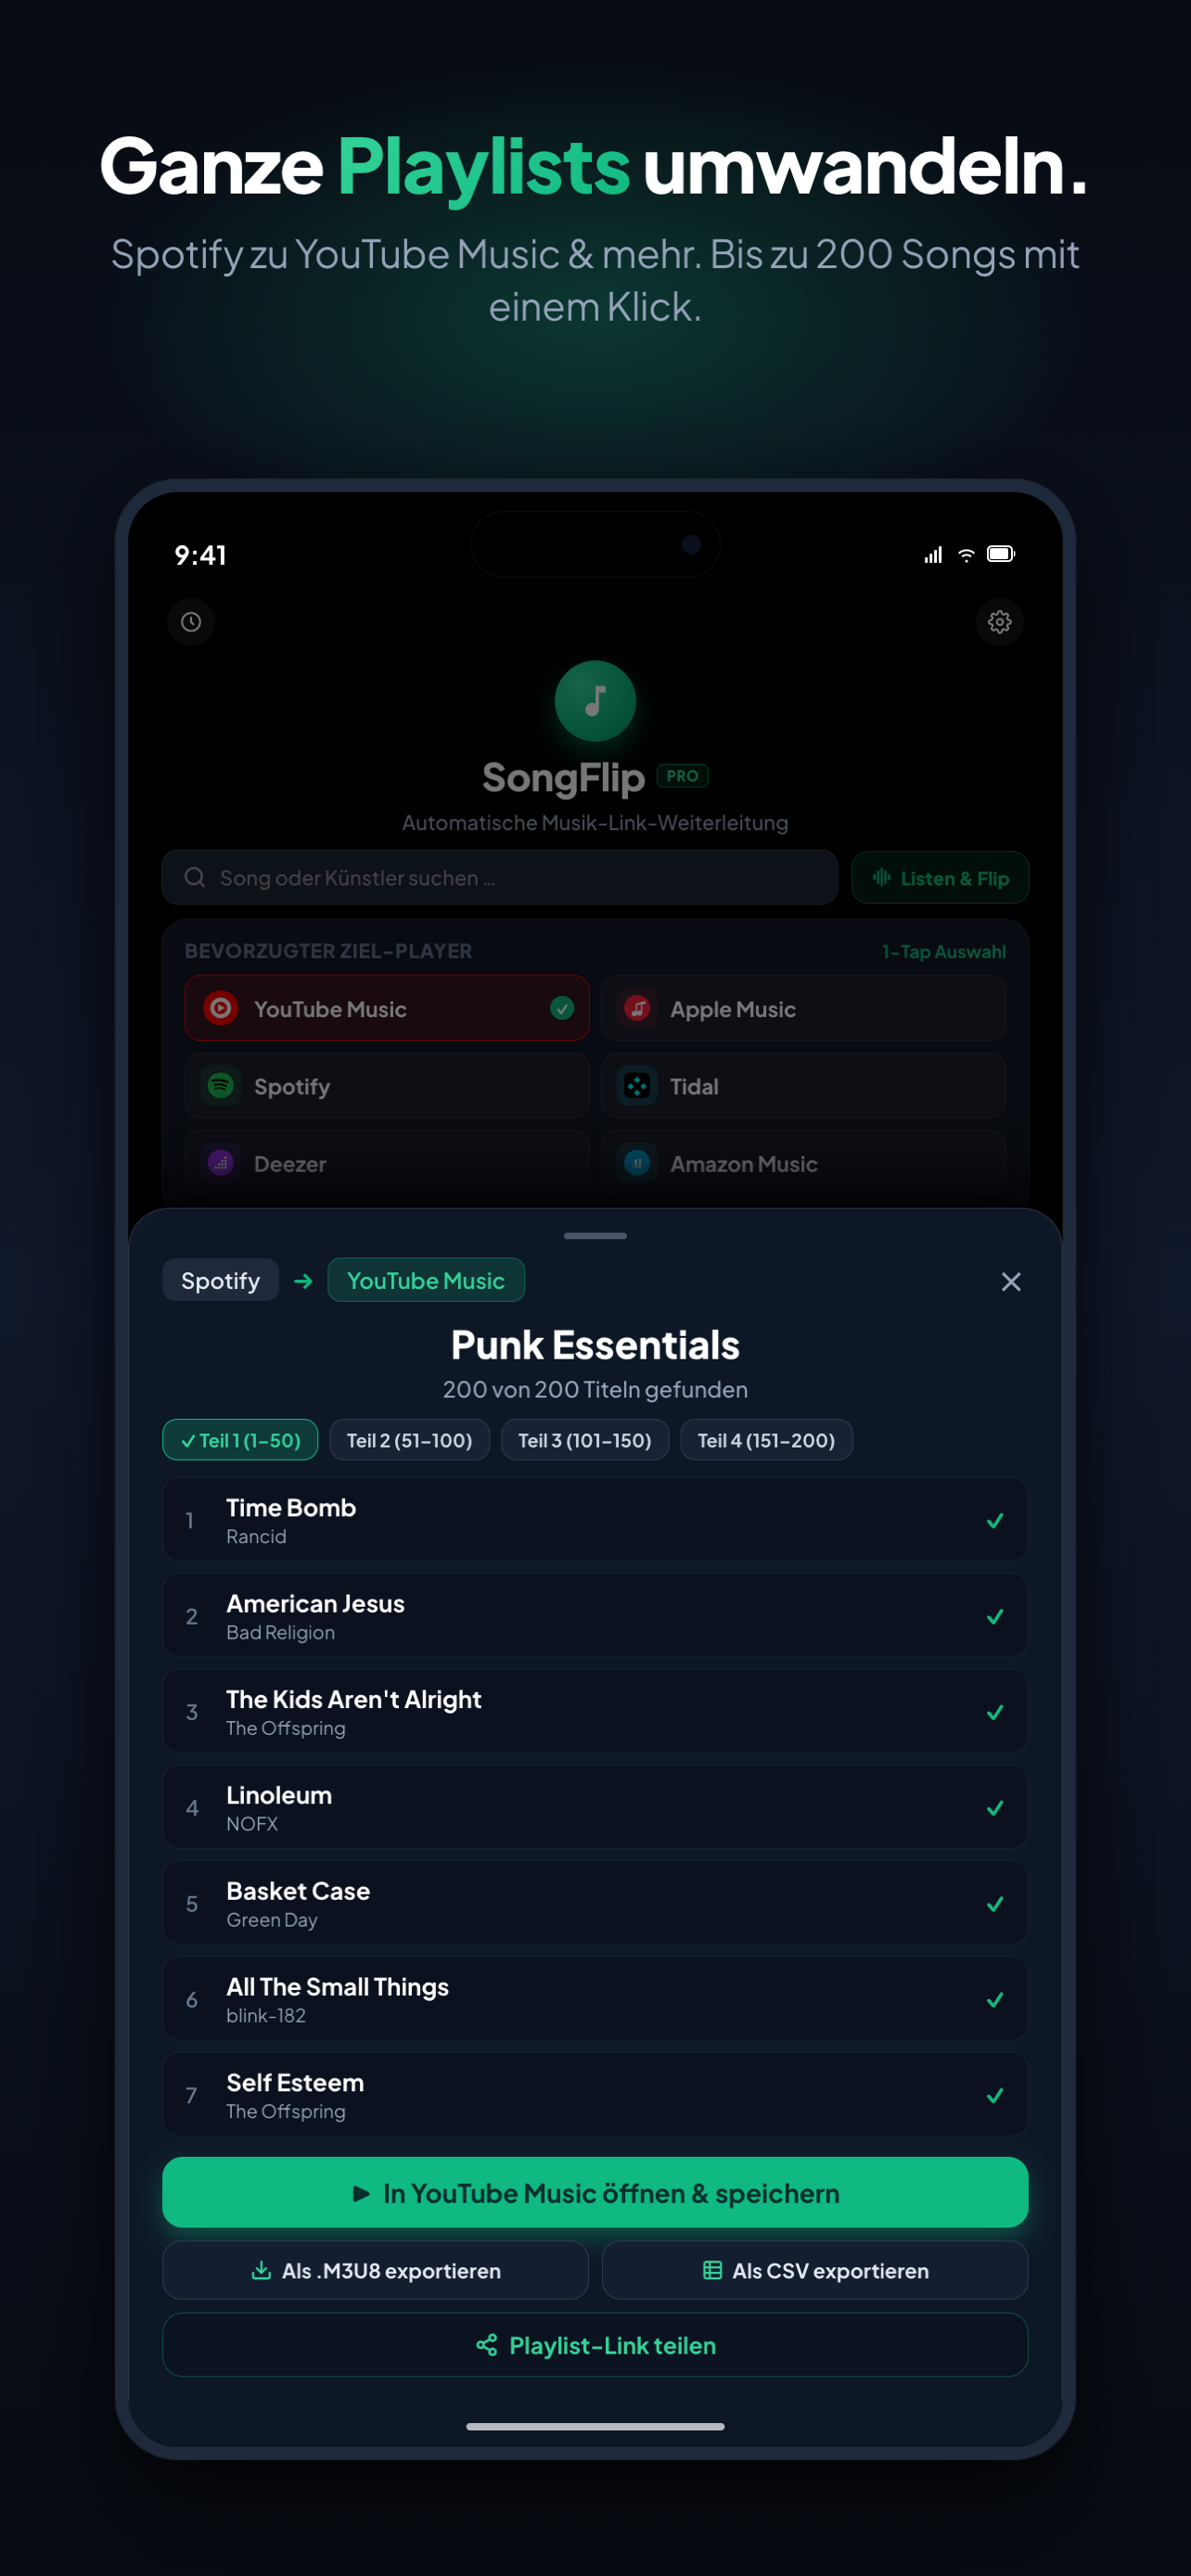 Ganze Playlists umwandeln.
Spotify zu YouTube Music & mehr. Bis zu 200 Songs mit
einem Klick.
9:41
SongFlip PRO
Automatische Musik-Link-Weiterleitung
Song oder Künstler suchen ...
Listen & Flip
BEVORZUGTER ZIEL-PLAYER
1-Tap Auswahl
YouTube Music
Apple Music
Spotify
Tidal
Deezer
Amazon Music
Spotify → YouTube Music
Punk Essentials
200 von 200 Titeln gefunden
✓ Teil 1 (1-50)
Teil 2 (51-100)
Teil 3 (101-150)
Teil 4 (151-200)
1
Time Bomb
Rancid
2
American Jesus
Bad Religion
3
The Kids Aren't Alright
The Offspring
4
Linoleum
NOFX
5
Basket Case
Green Day
6
All The Small Things
blink-182
7
Self Esteem
The Offspring
In YouTube Music öffnen & speichern
Als .M3U8 exportieren
Als CSV exportieren
Playlist-Link teilen